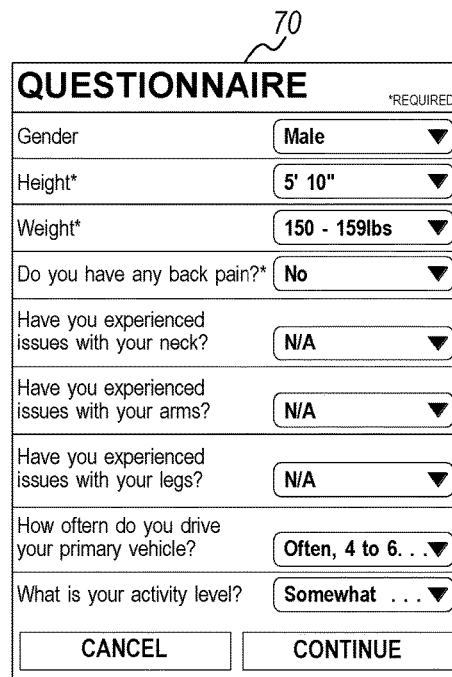 70
QUESTIONNAIRE
*REQUIRED
Gender Male
Height* 5' 10"
Weight* 150 - 159lbs
Do you have any back pain?* No
Have you experienced
issues with your neck? N/A
Have you experienced
issues with your arms? N/A
Have you experienced
issues with your legs? N/A
How oftern do you drive
your primary vehicle? Often, 4 to 6. . .
What is your activity level? Somewhat . . .
CANCEL CONTINUE